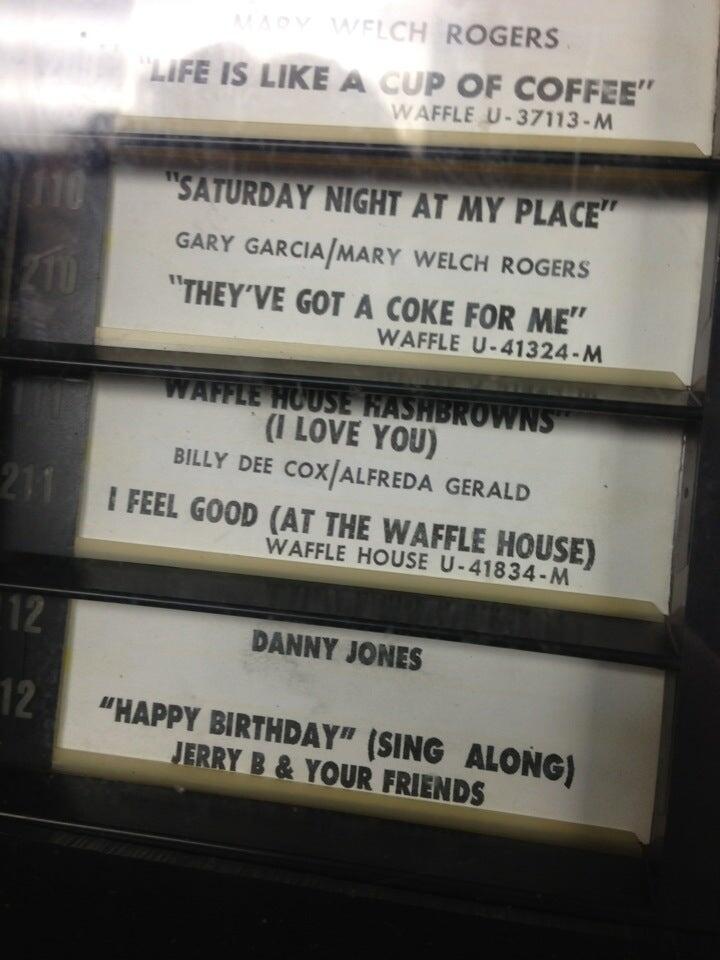 MARY WELCH ROGERS
"LIFE IS LIKE A CUP OF COFFEE"
WAFFLE U-37113-M
110
"SATURDAY NIGHT AT MY PLACE"
210
GARY GARCIA/MARY WELCH ROGERS
"THEY'VE GOT A COKE FOR ME"
WAFFLE U-41324-M
111
WAFFLE HOUSE HASHBROWNS"
(I LOVE YOU)
211
BILLY DEE COX/ALFREDA GERALD
I FEEL GOOD (AT THE WAFFLE HOUSE)
WAFFLE HOUSE U-41834-M
12
DANNY JONES
12
"HAPPY BIRTHDAY" (SING ALONG)
JERRY B & YOUR FRIENDS